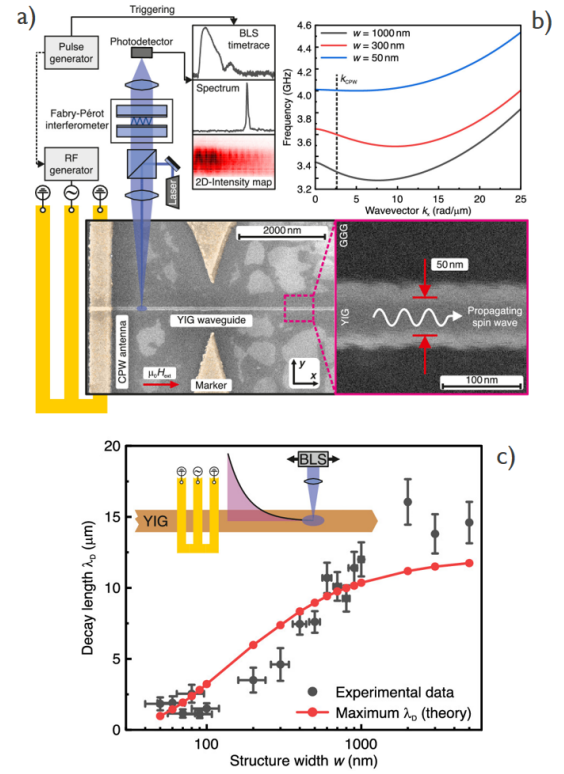 a)
Triggering
Pulse
generator
Photodetector
BLS
timetrace
Spectrum
2D-Intensity map
Fabry-Pérot
interferometer
RF
generator
Laser
2000 nm
YIG waveguide
CPW antenna
μ₀Hext
Marker
y
x
b)
w = 1000 nm
w = 300 nm
w = 50 nm
kCPW
Frequency (GHz)
4.6
4.4
4.2
4.0
3.8
3.6
3.4
3.2
0
5
10
15
20
25
Wavevector kx (rad/μm)
GGG
YIG
50 nm
Propagating
spin wave
100 nm
c)
Decay length λD (μm)
20
15
10
5
0
BLS
YIG
Experimental data
Maximum λD (theory)
100
1000
Structure width w (nm)